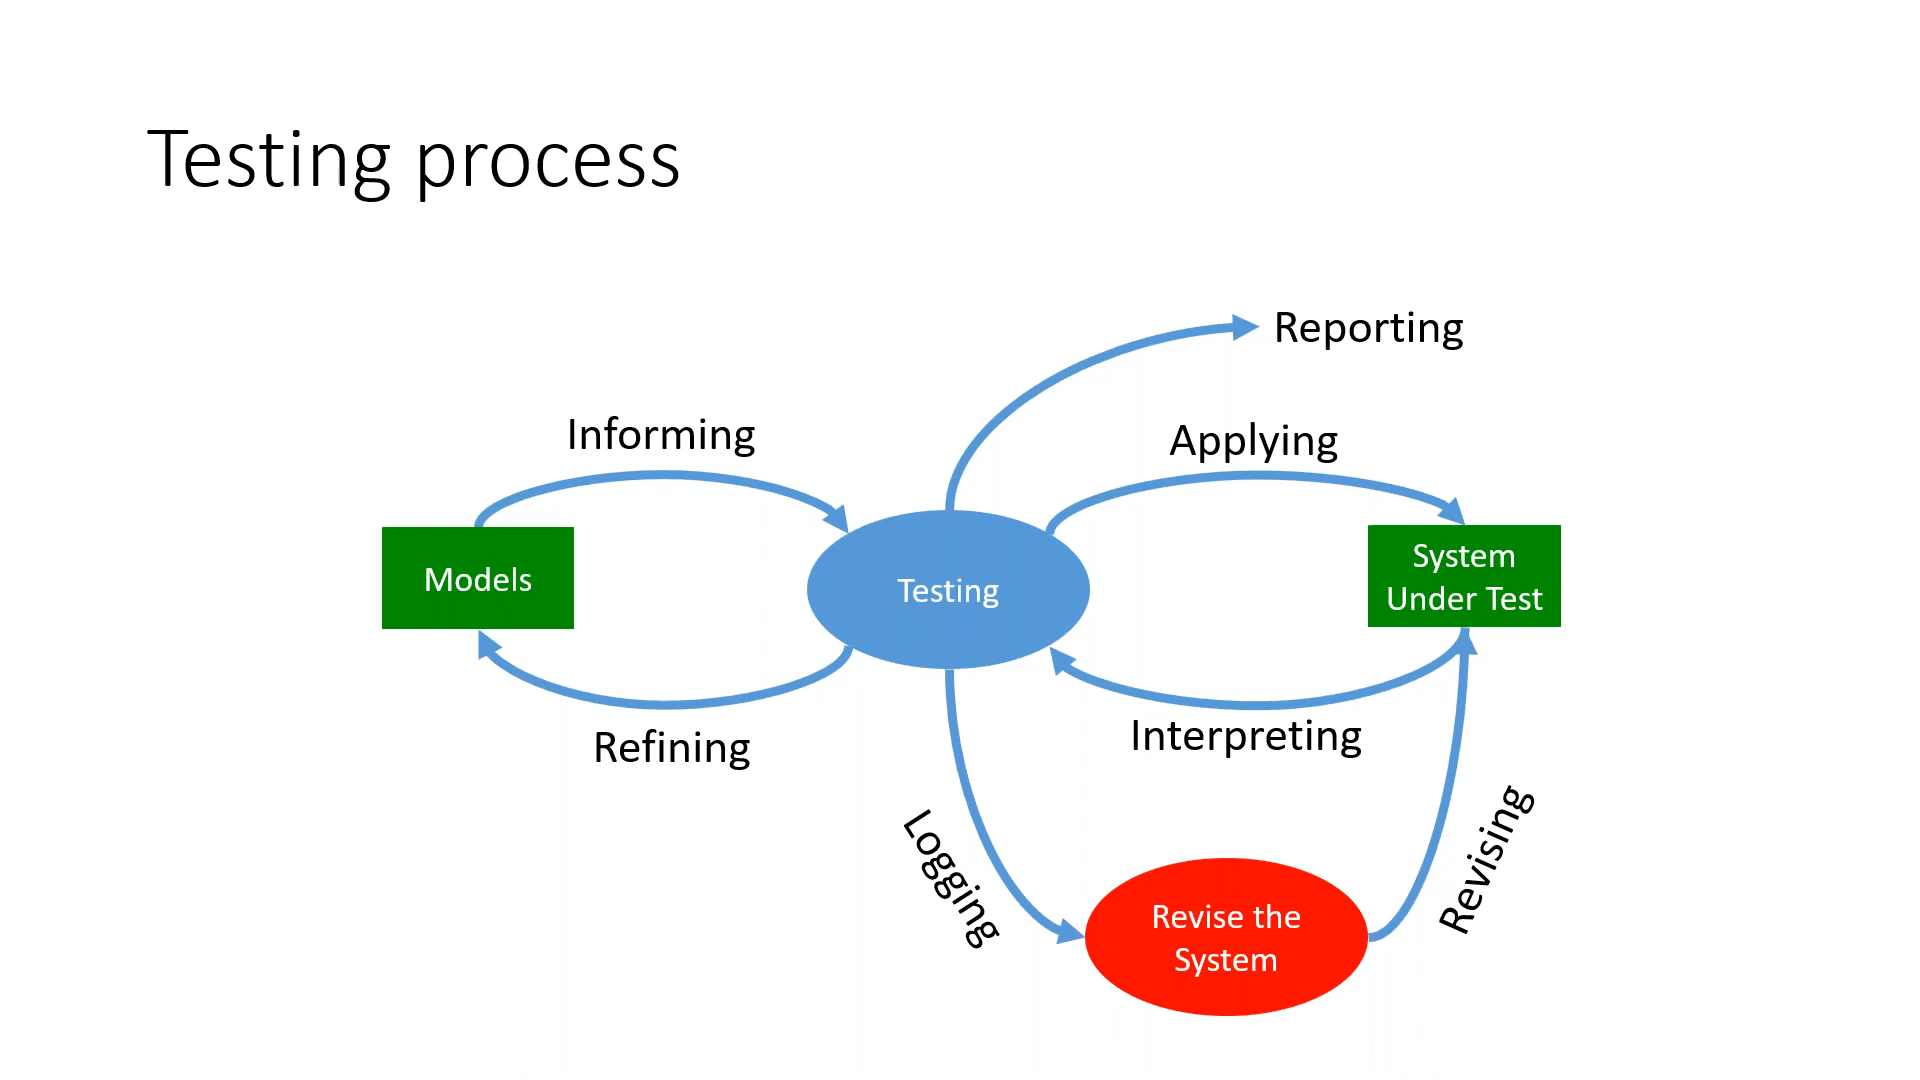 Testing process
Reporting
Informing
Applying
Models
Testing
System
Under Test
Refining
Interpreting
Logging
Revising
Revise the
System